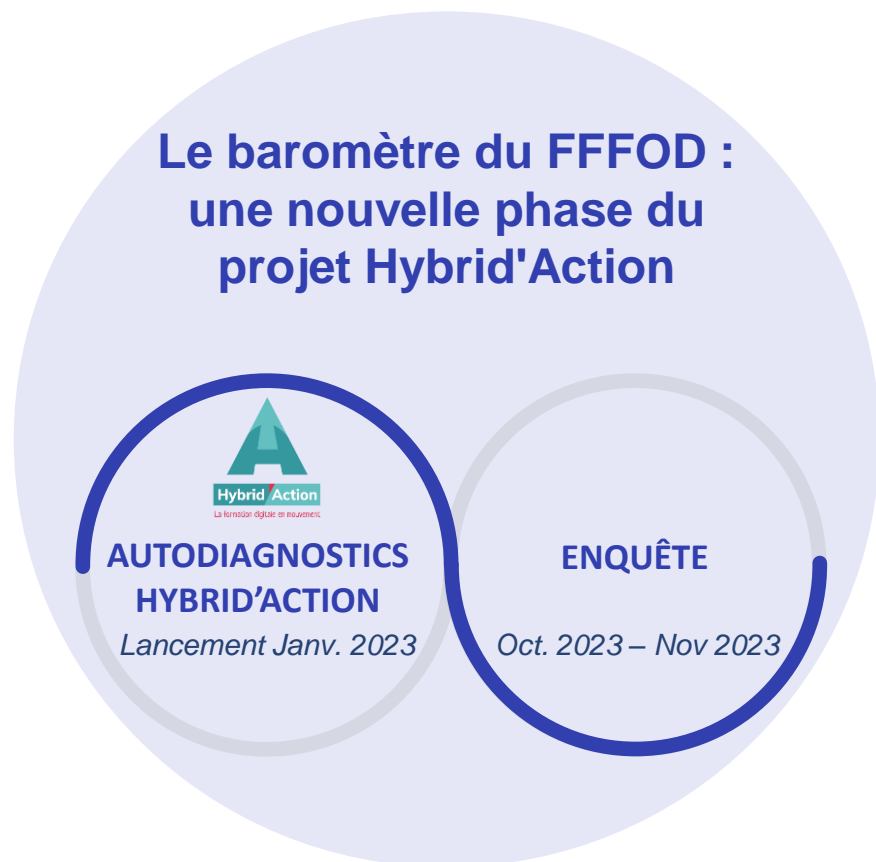 Le baromètre du FFFOD :
une nouvelle phase du
projet Hybrid'Action
Hybrid'Action
La formation digitale en mouvement
AUTODIAGNOSTICS
HYBRID’ACTION
Lancement Janv. 2023
ENQUÊTE
Oct. 2023 – Nov 2023